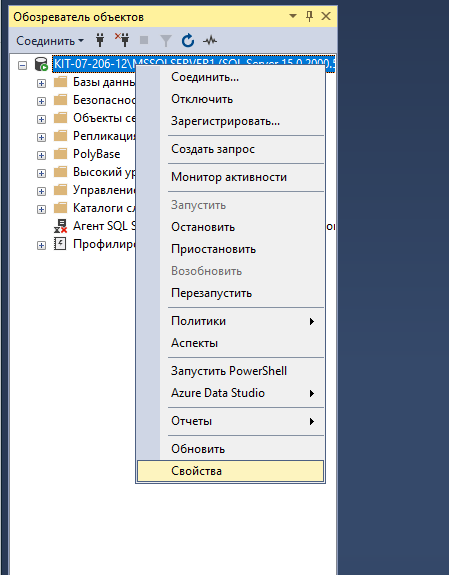 Обозреватель объектов
Соединить
KIT-07-206-12\MSSQLSERVER1 (SQL Server 15.0.2000.5
Базы данны
Безопаснос
Объекты се
Репликация
PolyBase
Высокий ур
Управление
Каталоги сл
Агент SQL S
Профилиро
Соединить...
Отключить
Зарегистрировать...
Создать запрос
Монитор активности
Запустить
Остановить
Приостановить
Возобновить
Перезапустить
Политики
Аспекты
Запустить PowerShell
Azure Data Studio
Отчеты
Обновить
Свойства